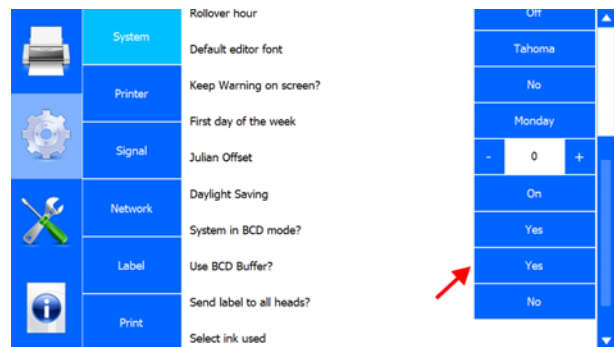 Rollover hour Off
System
Default editor font Tahoma
Keep Warning on screen? No
Printer
First day of the week Monday
Signal
Julian Offset - 0 +
Daylight Saving On
Network
System in BCD mode? Yes
Label
Use BCD Buffer? Yes
Send label to all heads? No
Print
Select ink used